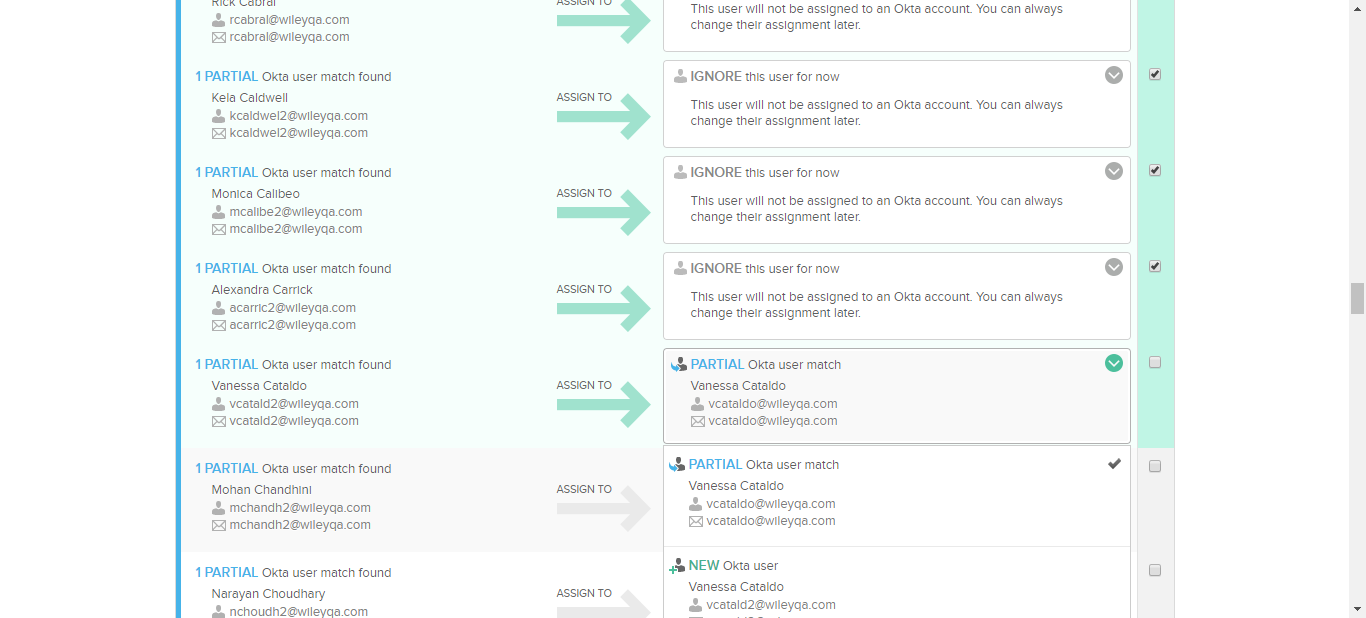 Rick Cabral
rcabral@wileyqa.com
rcabral@wileyqa.com
ASSIGN TO
This user will not be assigned to an Okta account. You can always
change their assignment later.
1 PARTIAL Okta user match found
Kela Caldwell
kcaldwel2@wileyqa.com
kcaldwel2@wileyqa.com
ASSIGN TO
IGNORE this user for now
This user will not be assigned to an Okta account. You can always
change their assignment later.
1 PARTIAL Okta user match found
Monica Calibeo
mcalibe2@wileyqa.com
mcalibe2@wileyqa.com
ASSIGN TO
IGNORE this user for now
This user will not be assigned to an Okta account. You can always
change their assignment later.
1 PARTIAL Okta user match found
Alexandra Carrick
acarric2@wileyqa.com
acarric2@wileyqa.com
ASSIGN TO
IGNORE this user for now
This user will not be assigned to an Okta account. You can always
change their assignment later.
1 PARTIAL Okta user match found
Vanessa Cataldo
vcatald2@wileyqa.com
vcatald2@wileyqa.com
ASSIGN TO
PARTIAL Okta user match
Vanessa Cataldo
vcataldo@wileyqa.com
vcataldo@wileyqa.com
1 PARTIAL Okta user match found
Mohan Chandhini
mchandh2@wileyqa.com
mchandh2@wileyqa.com
ASSIGN TO
PARTIAL Okta user match
Vanessa Cataldo
vcataldo@wileyqa.com
vcataldo@wileyqa.com
1 PARTIAL Okta user match found
Narayan Choudhary
nchoudh2@wileyqa.com
ASSIGN TO
NEW Okta user
Vanessa Cataldo
vcatald2@wileyqa.com